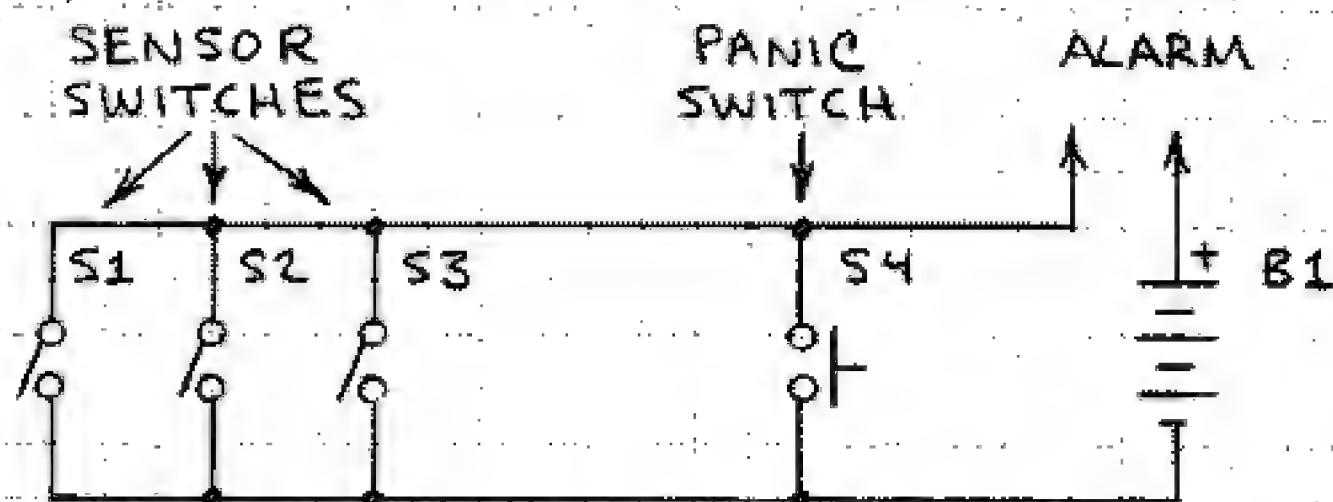 SENSOR
SWITCHES
PANIC
SWITCH
ALARM
S1
S2
S3
S4
+
B1